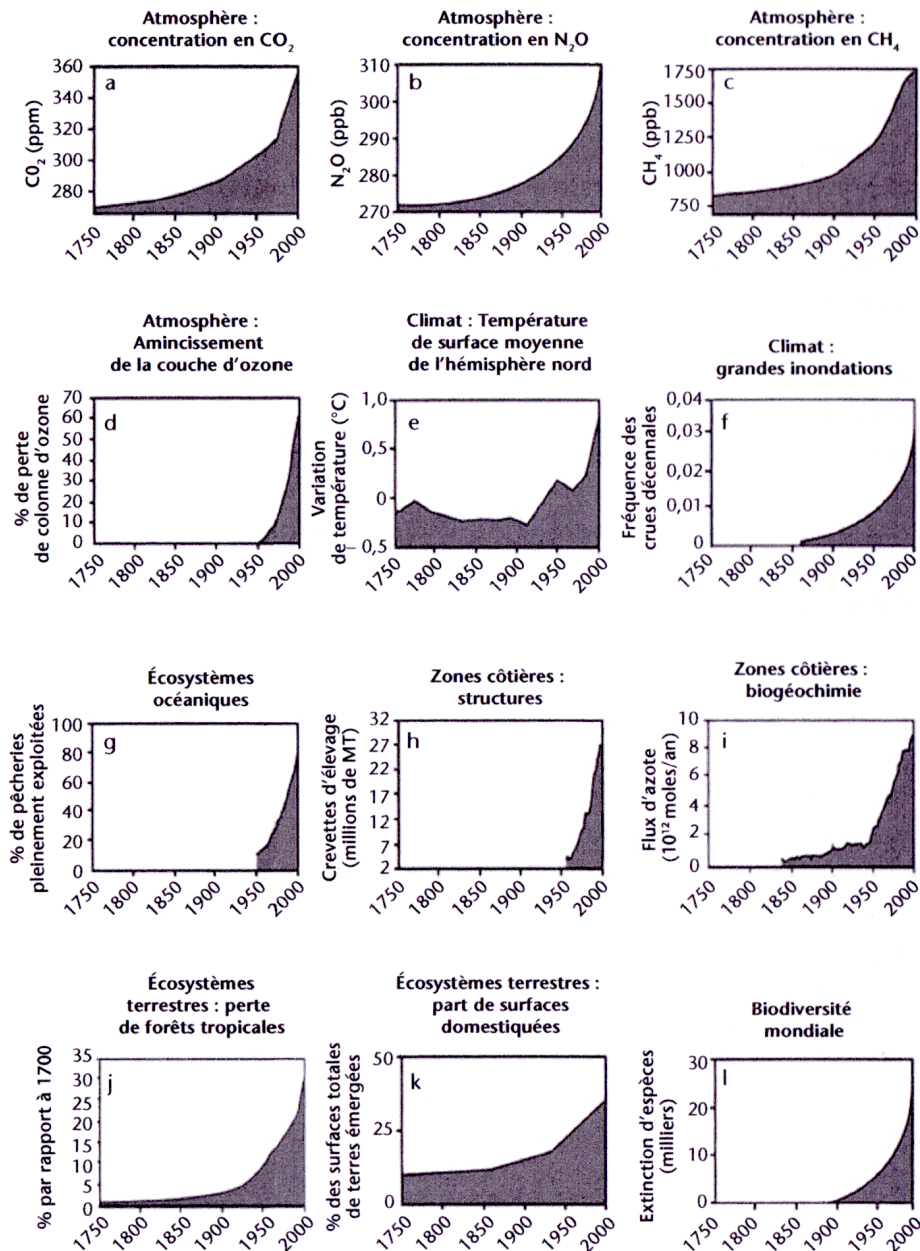 Atmosphère :
concentration en CO₂
a
CO₂ (ppm)
360
340
320
300
280
1750
1800
1850
1900
1950
2000
Atmosphère :
concentration en N₂O
b
N₂O (ppb)
310
300
290
280
270
1750
1800
1850
1900
1950
2000
Atmosphère :
concentration en CH₄
c
CH₄ (ppb)
1750
1500
1250
1000
750
1750
1800
1850
1900
1950
2000
Atmosphère :
Amincissement
de la couche d'ozone
d
% de perte
de colonne d'ozone
70
60
50
40
30
20
10
0
1750
1800
1850
1900
1950
2000
Climat : Température
de surface moyenne
de l'hémisphère nord
e
Variation
de température (°C)
1,0
0,5
0
– 0,5
1750
1800
1850
1900
1950
2000
Climat :
grandes inondations
f
Fréquence des
crues décennales
0,04
0,03
0,02
0,01
0
1750
1800
1850
1900
1950
2000
Écosystèmes
océaniques
g
% de pêcheries
pleinement exploitées
100
80
60
40
20
0
1750
1800
1850
1900
1950
2000
Zones côtières :
structures
h
Crevettes d'élevage
(millions de MT)
32
27
22
17
12
7
2
1750
1800
1850
1900
1950
2000
Zones côtières :
biogéochimie
i
Flux d'azote
(10¹² moles/an)
10
8
6
4
2
0
1750
1800
1850
1900
1950
2000
Écosystèmes
terrestres : perte
de forêts tropicales
j
% par rapport à 1700
35
30
25
20
15
10
5
0
1750
1800
1850
1900
1950
2000
Écosystèmes terrestres :
part de surfaces
domestiquées
k
% des surfaces totales
de terres émergées
50
25
0
1750
1800
1850
1900
1950
2000
Biodiversité
mondiale
l
Extinction d'espèces
(milliers)
30
20
10
0
1750
1800
1850
1900
1950
2000